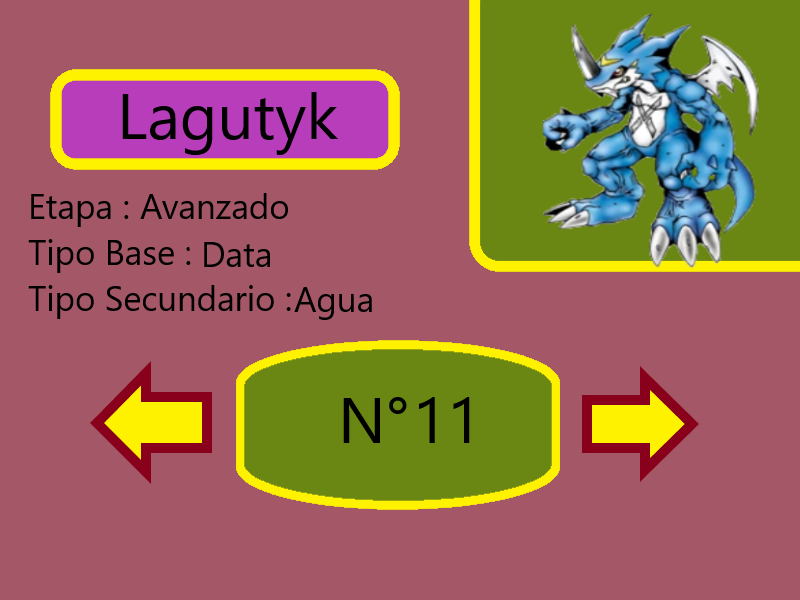 Lagutyk
Etapa : Avanzado
Tipo Base : Data
Tipo Secundario :Agua
N°11